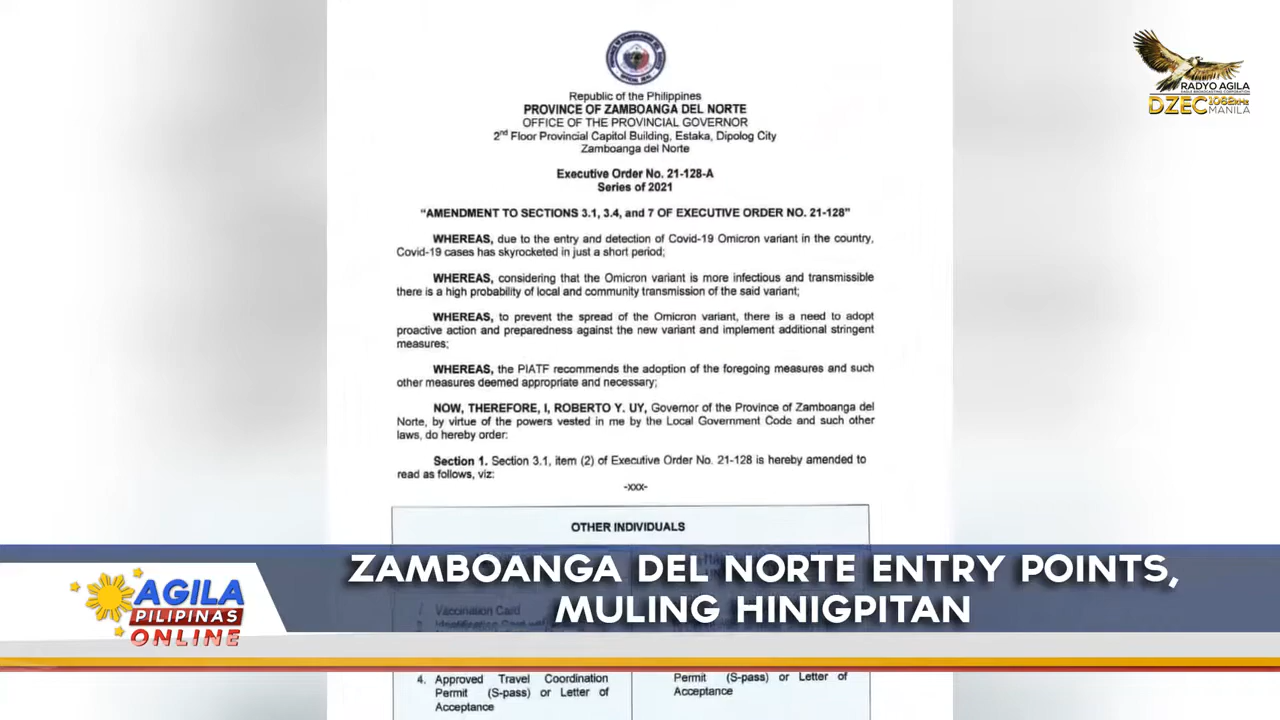 RADYO AGILA
EAGLE BROADCASTING CORPORATION
DZEC 1062KHZ
MANILA
Republic of the Philippines
PROVINCE OF ZAMBOANGA DEL NORTE
OFFICE OF THE PROVINCIAL GOVERNOR
2nd Floor Provincial Capitol Building, Estaka, Dipolog City
Zamboanga del Norte
Executive Order No. 21-128-A
Series of 2021
"AMENDMENT TO SECTIONS 3.1, 3.4, and 7 OF EXECUTIVE ORDER NO. 21-128"
WHEREAS, due to the entry and detection of Covid-19 Omicron variant in the country,
Covid-19 cases has skyrocketed in just a short period;
WHEREAS, considering that the Omicron variant is more infectious and transmissible
there is a high probability of local and community transmission of the said variant;
WHEREAS, to prevent the spread of the Omicron variant, there is a need to adopt
proactive action and preparedness against the new variant and implement additional stringent
measures;
WHEREAS, the PIATF recommends the adoption of the foregoing measures and such
other measures deemed appropriate and necessary;
NOW, THEREFORE, I, ROBERTO Y. UY, Governor of the Province of Zamboanga del
Norte, by virtue of the powers vested in me by the Local Government Code and such other
laws, do hereby order:
Section 1. Section 3.1, item (2) of Executive Order No. 21-128 is hereby amended to
read as follows, viz:
-xxx-
OTHER INDIVIDUALS
ZAMBOANGA DEL NORTE ENTRY POINTS,
MULING HINIGPITAN
AGILA
PILIPINAS
ONLINE
Vaccination Card
4. Approved Travel Coordination
Permit (S-pass) or Letter of
Acceptance
Permit (S-pass) or Letter of
Acceptance